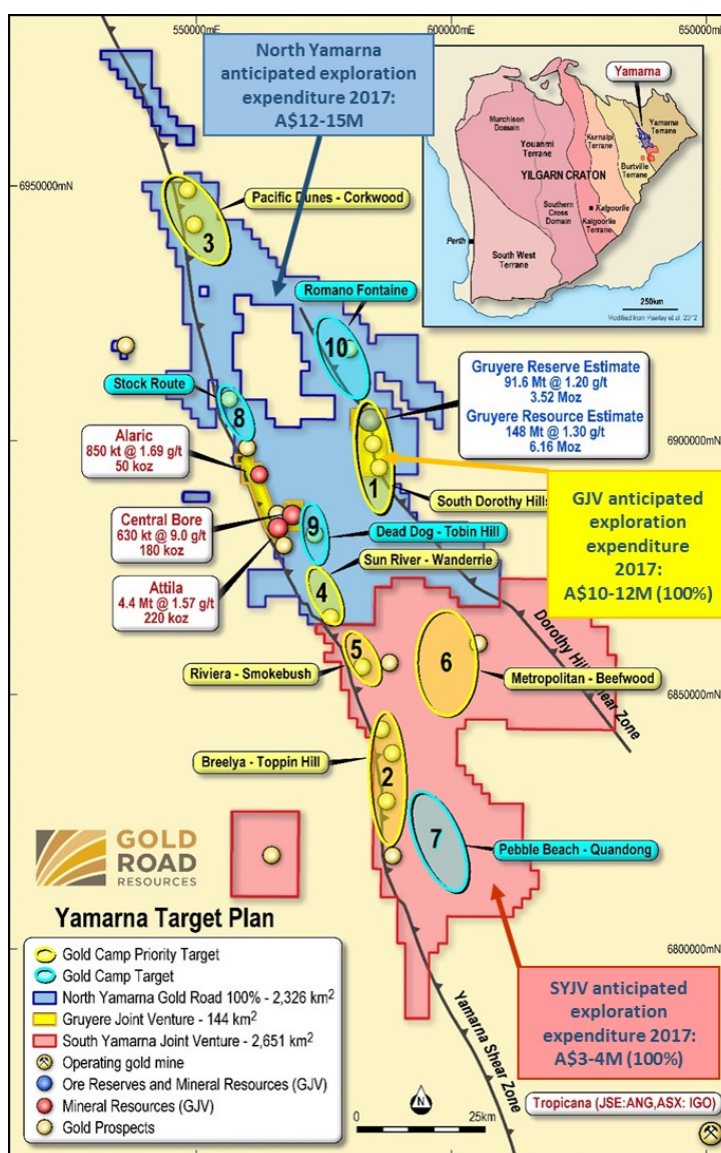 550000mE
600000mE
650000mE
North Yamarna
anticipated exploration
expenditure 2017:
A$12-15M
Yamarna
Murchison
Domain
Youanmi
Terrane
Kurnalpi
Terrane
Yamarna
Terrane
Burtville
Terrane
YILGARN CRATON
Southern
Cross
Domain
Kalgoorlie
Kalgoorlie
Terrane
Perth
South West
Terrane
250km
Modified from Pawley et al. 2012
6950000mN
Pacific Dunes - Corkwood
3
Romano Fontaine
10
Stock Route
8
Gruyere Reserve Estimate
91.6 Mt @ 1.20 g/t
3.52 Moz
Gruyere Resource Estimate
148 Mt @ 1.30 g/t
6.16 Moz
6900000mN
Alaric
850 kt @ 1.69 g/t
50 koz
1
South Dorothy Hills
GJV anticipated
exploration
expenditure
2017:
A$10-12M (100%)
Central Bore
630 kt @ 9.0 g/t
180 koz
9
Dead Dog - Tobin Hill
Sun River - Wanderrie
Attila
4.4 Mt @ 1.57 g/t
220 koz
4
5
Riviera - Smokebush
6
Metropolitan - Beefwood
Dorothy Hills Shear Zone
6850000mN
Breelya - Toppin Hill
2
7
Pebble Beach - Quandong
GOLD
ROAD
RESOURCES
Yamarna Target Plan
Gold Camp Priority Target
Gold Camp Target
North Yamarna Gold Road 100% - 2,326 km²
Gruyere Joint Venture - 144 km²
South Yamarna Joint Venture - 2,651 km²
Operating gold mine
Ore Reserves and Mineral Resources (GJV)
Mineral Resources (GJV)
Gold Prospects
6800000mN
SYJV anticipated
exploration
expenditure 2017:
A$3-4M (100%)
Yamarna Shear Zone
N
25km
Tropicana (JSE:ANG,ASX: IGO)